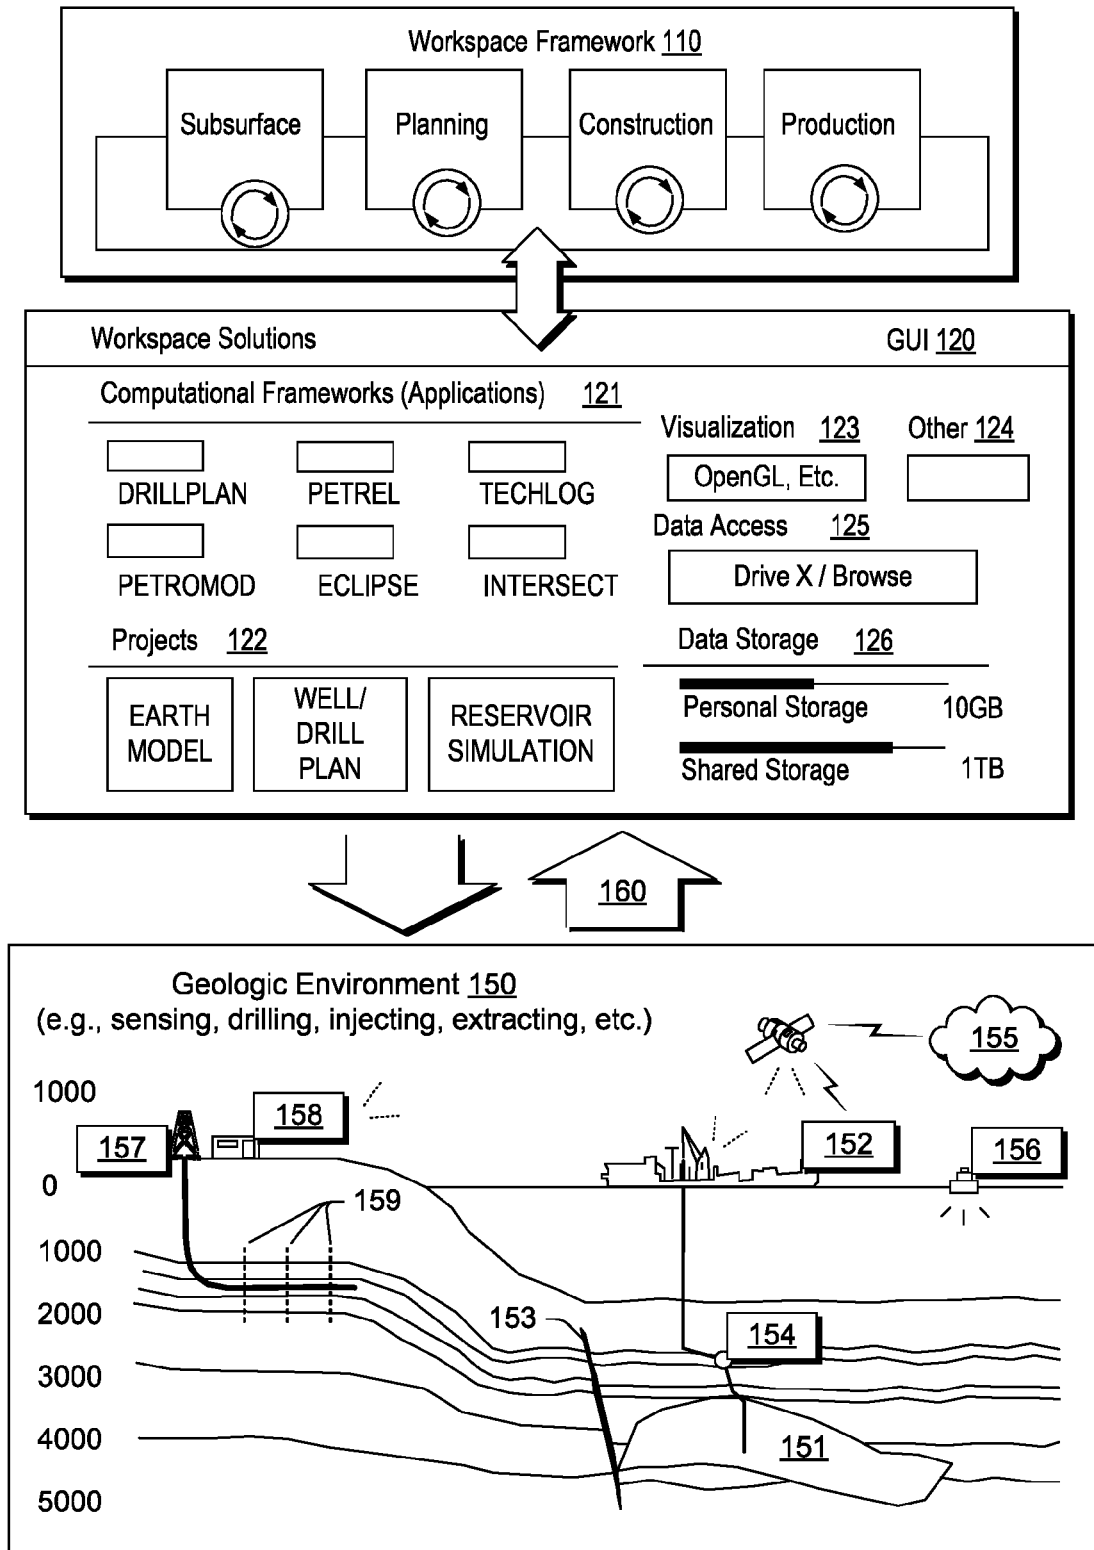 Workspace Framework 110
Subsurface
Planning
Construction
Production
Workspace Solutions
GUI 120
Computational Frameworks (Applications) 121
DRILLPLAN
PETREL
TECHLOG
PETROMOD
ECLIPSE
INTERSECT
Visualization 123
Other 124
OpenGL, Etc.
Data Access 125
Drive X / Browse
Projects 122
EARTH
MODEL
WELL/
DRILL
PLAN
RESERVOIR
SIMULATION
Data Storage 126
Personal Storage 10GB
Shared Storage 1TB
160
Geologic Environment 150
(e.g., sensing, drilling, injecting, extracting, etc.)
155
1000
158
157
152
156
0
159
1000
2000
153
154
3000
4000
151
5000